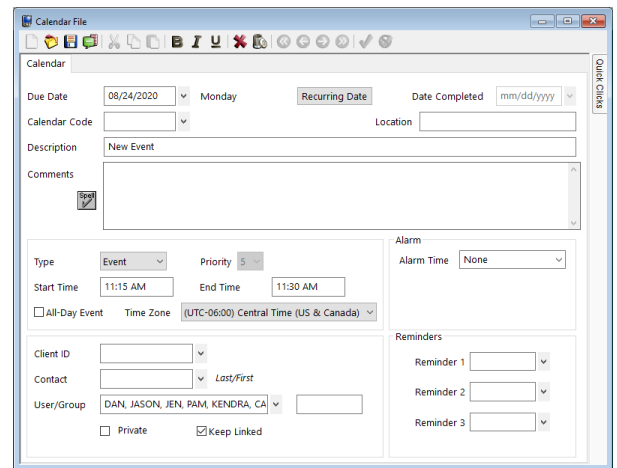 Calendar File
B I U
Calendar
Quick Clicks
Due Date 08/24/2020 Monday Recurring Date Date Completed mm/dd/yyyy
Calendar Code Location
Description New Event
Comments
Spell
Type Event Priority 5
Start Time 11:15 AM End Time 11:30 AM
All-Day Event Time Zone (UTC-06:00) Central Time (US & Canada)
Alarm
Alarm Time None
Client ID
Contact Last/First
User/Group DAN, JASON, JEN, PAM, KENDRA, CA
Private Keep Linked
Reminders
Reminder 1
Reminder 2
Reminder 3